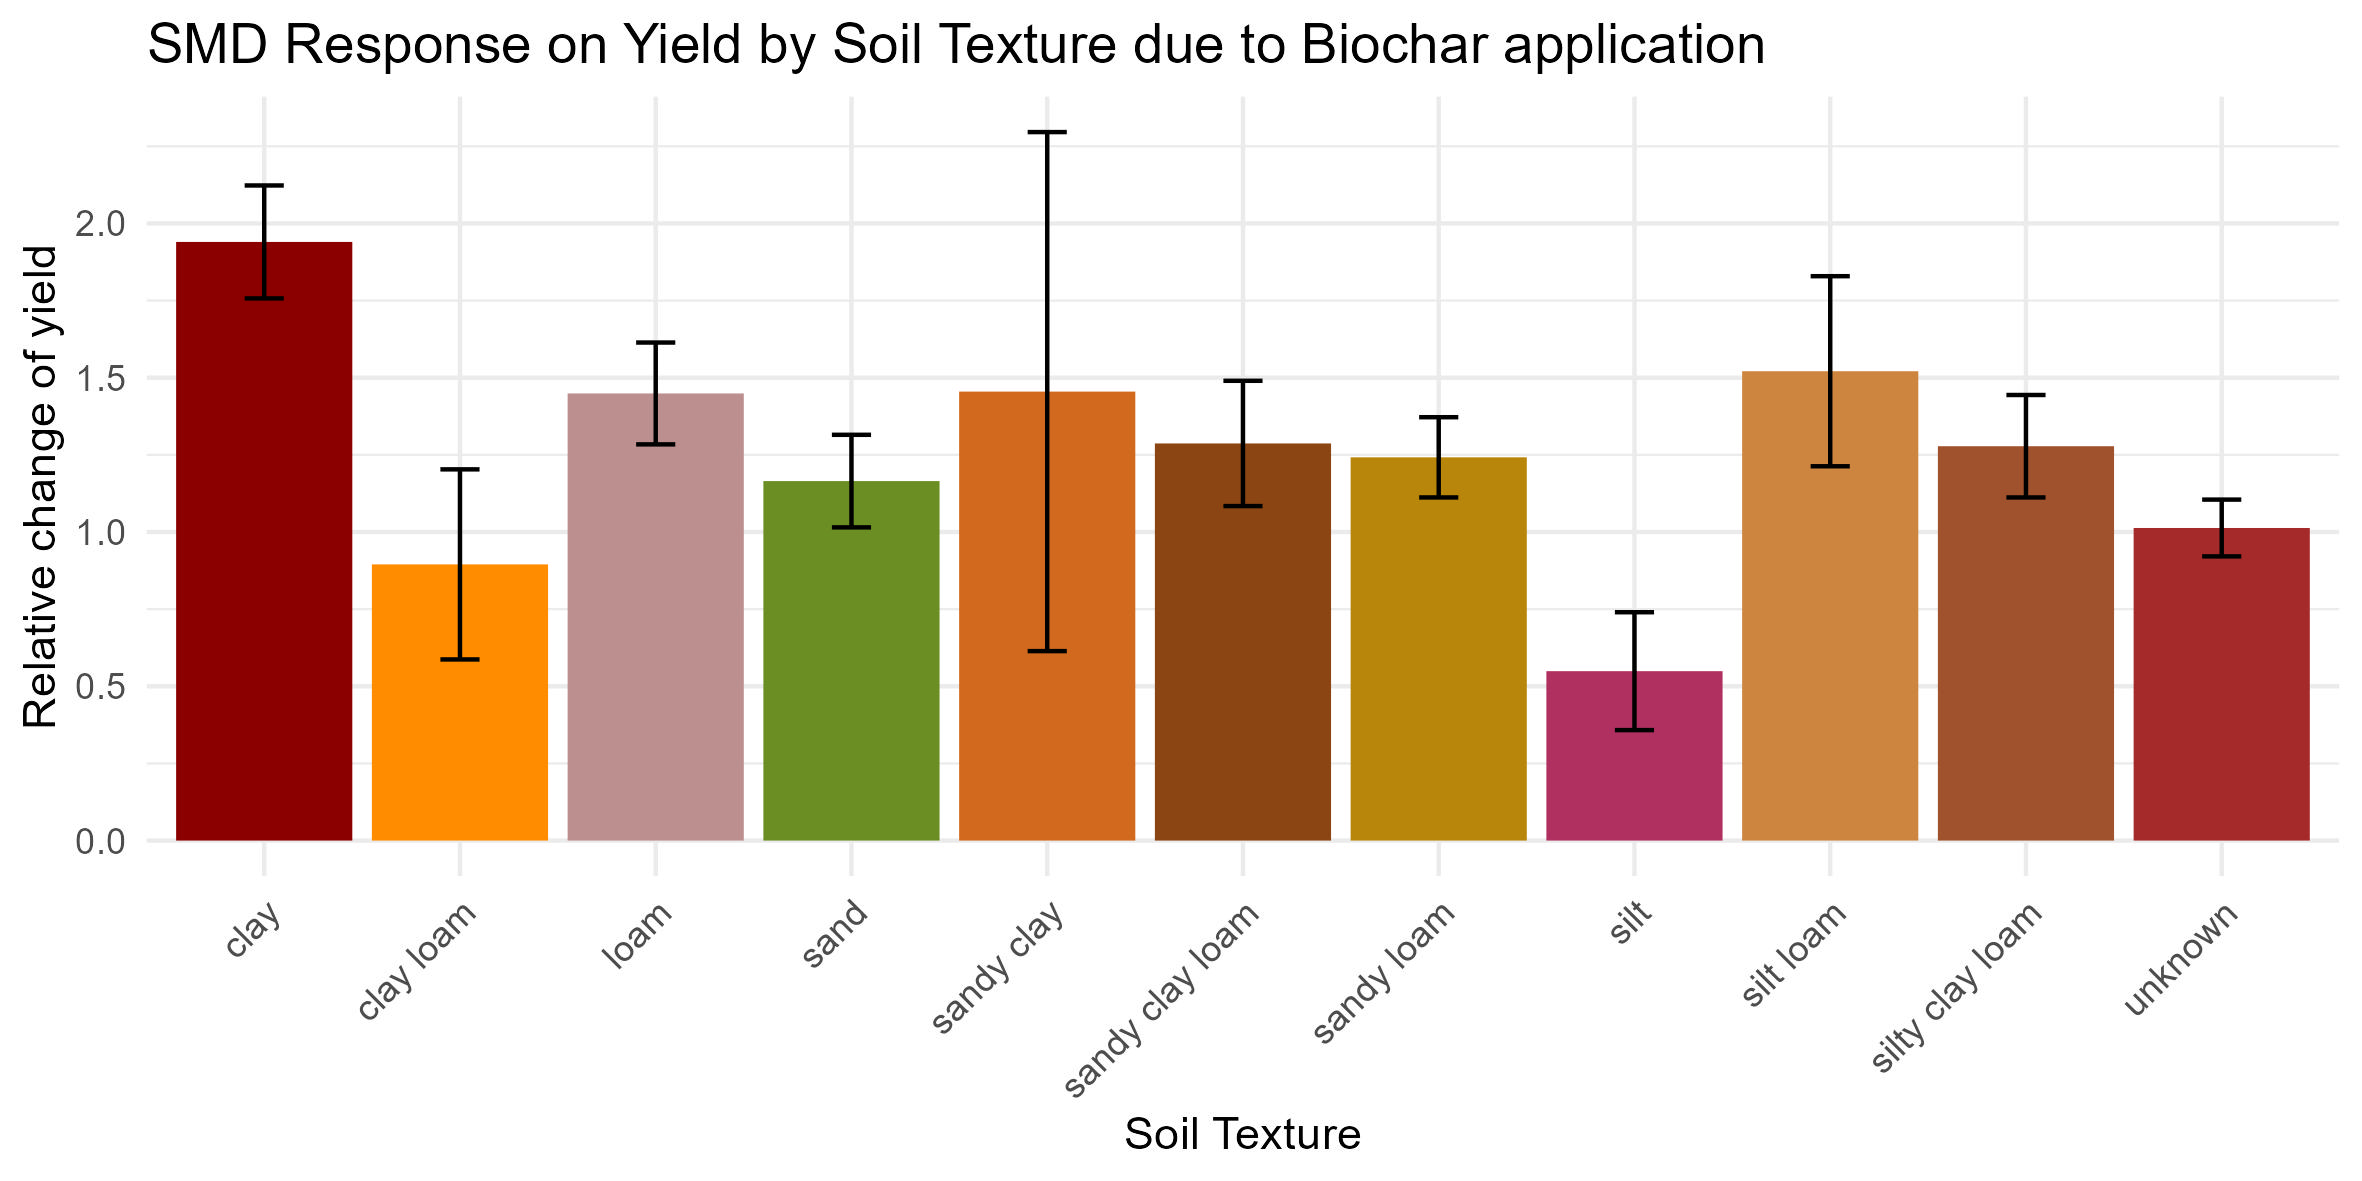 SMD Response on Yield by Soil Texture due to Biochar application
Relative change of yield
2.0
1.5
1.0
0.5
0.0
clay
clay loam
loam
sand
sandy clay
sandy clay loam
sandy loam
silt
silt loam
silty clay loam
unknown
Soil Texture